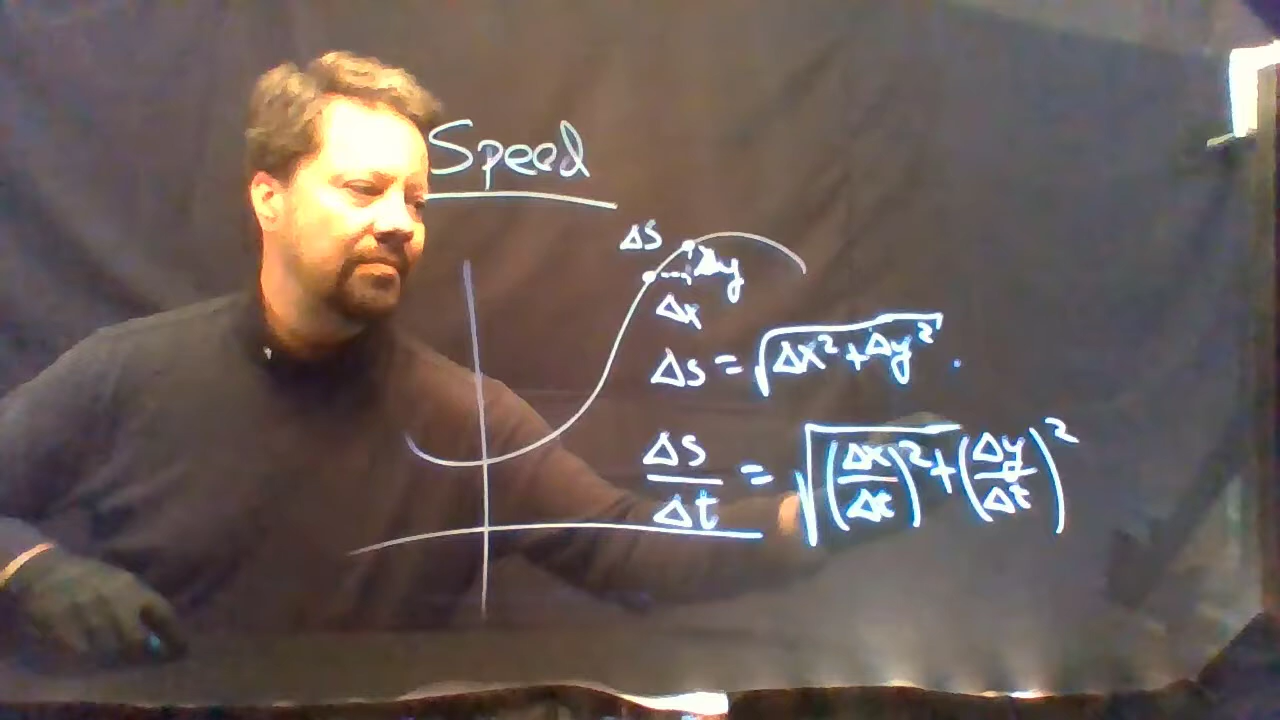 Speed
Δs
Δy
Δx
Δs = √(Δx² + Δy²) .
Δs/Δt = √((Δx/Δt)² + (Δy/Δt)²)